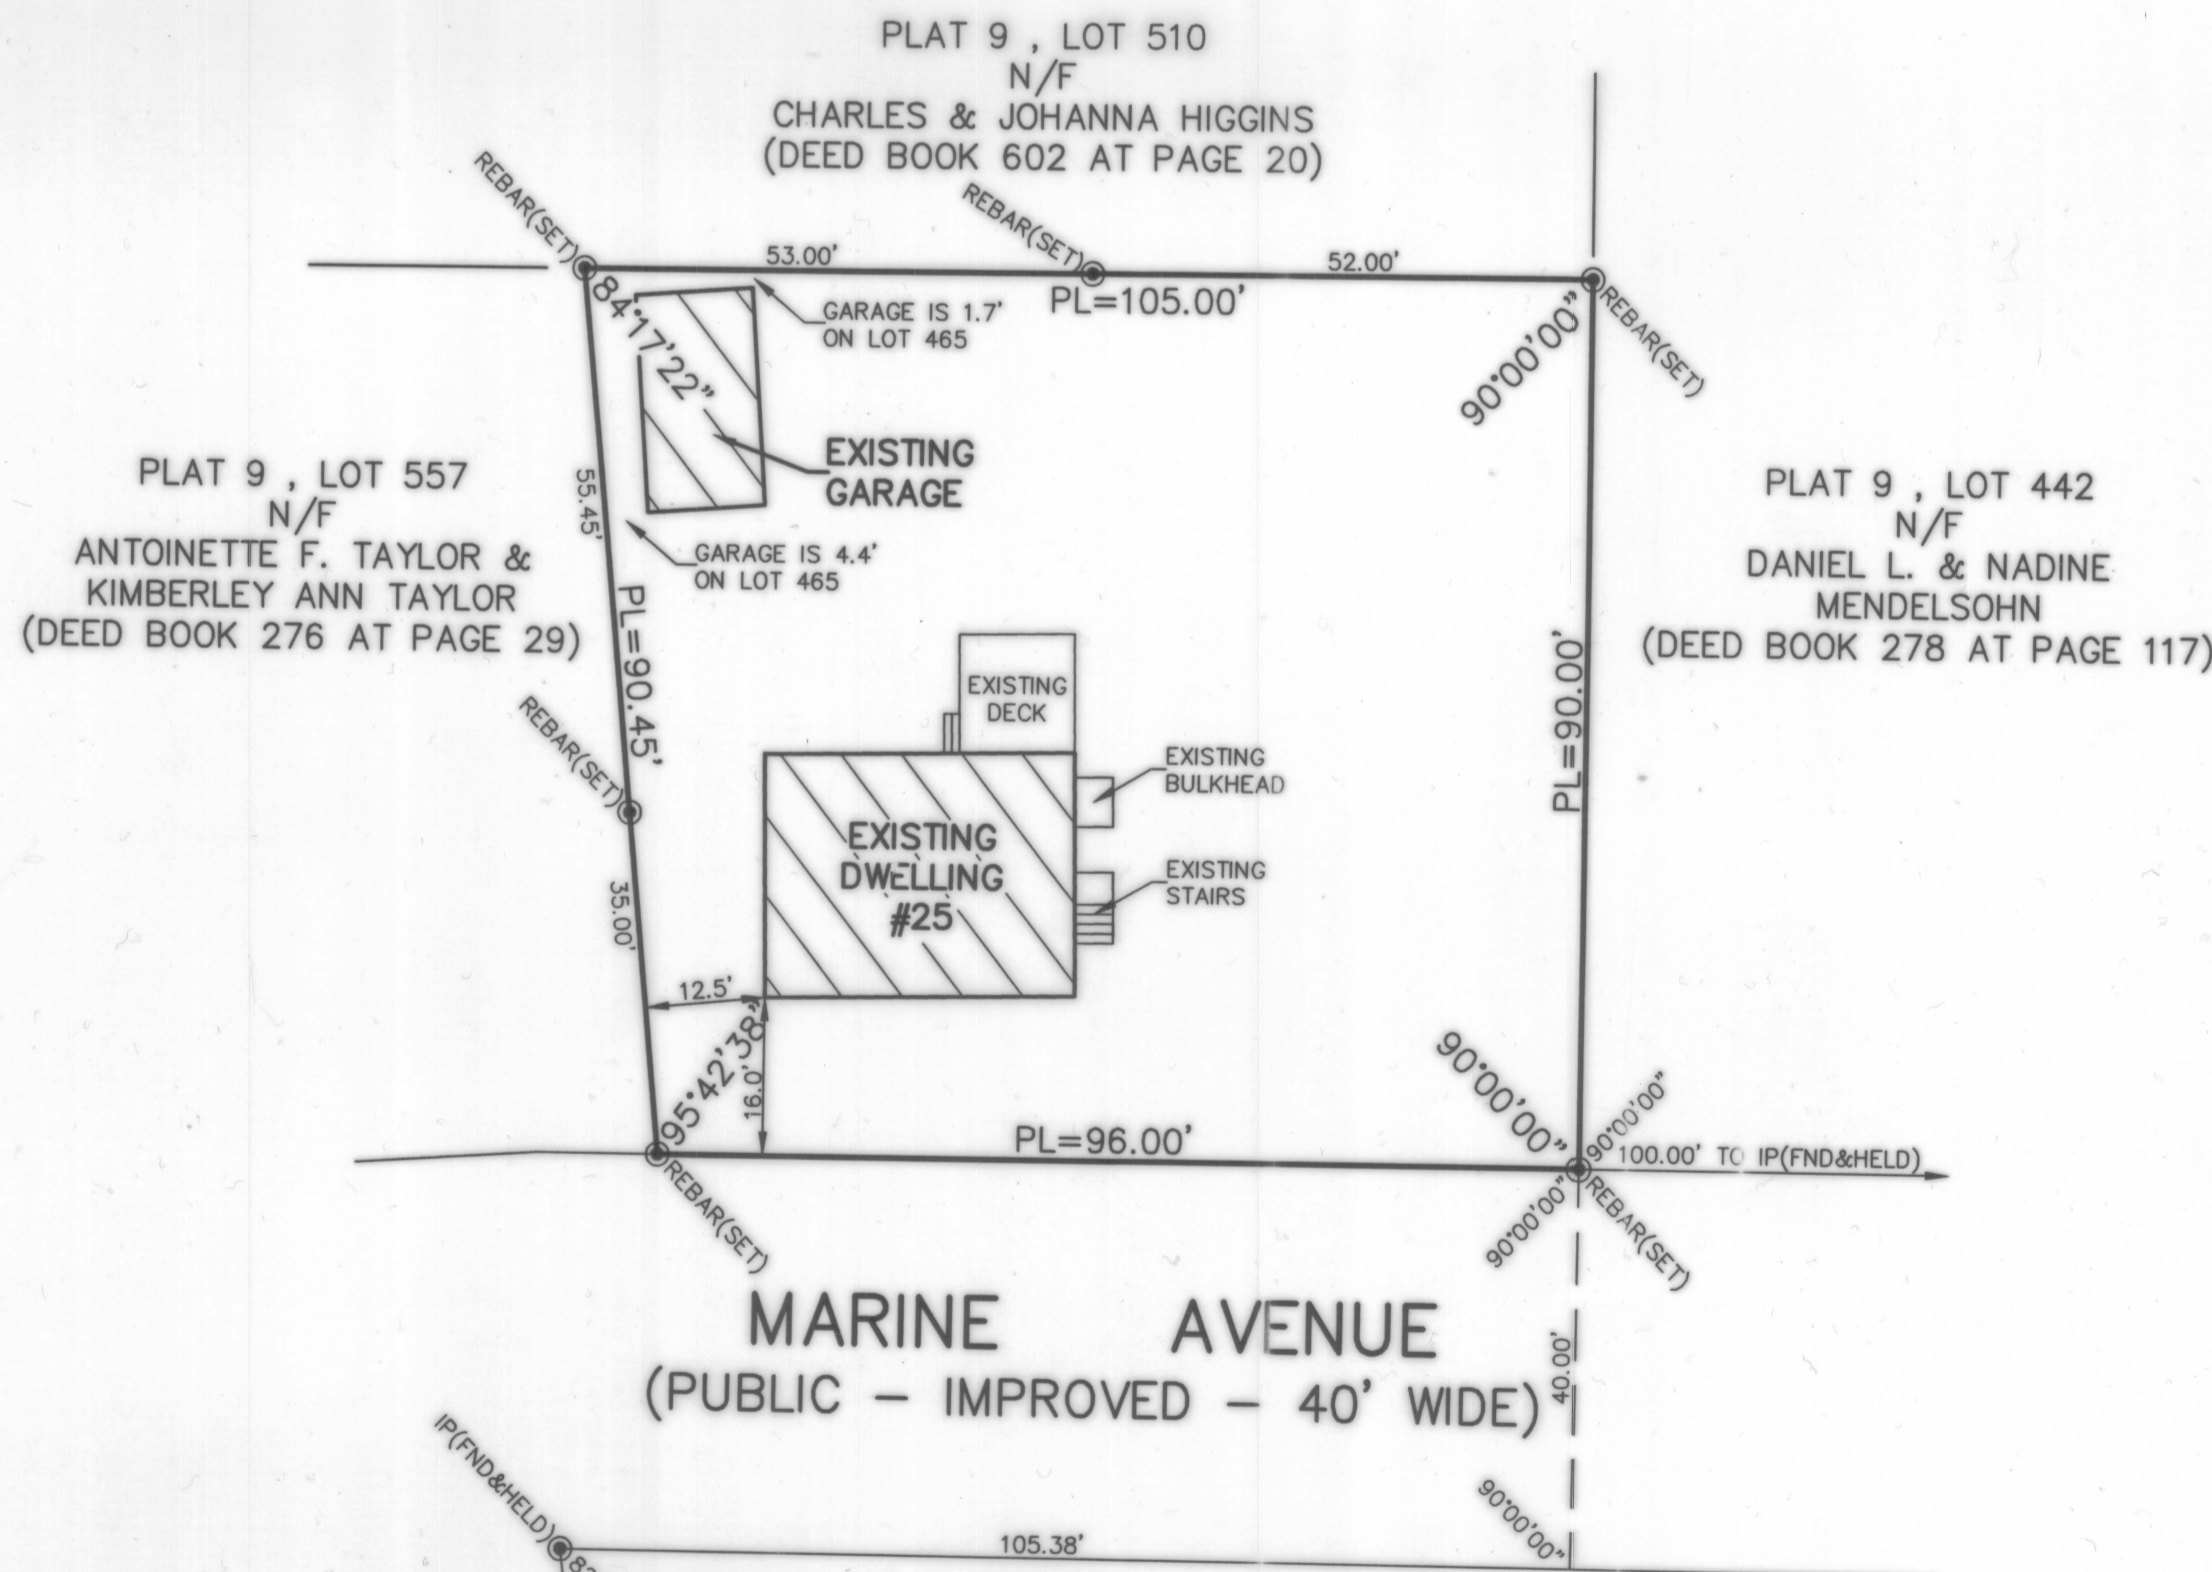 PLAT 9 , LOT 510
N/F
CHARLES & JOHANNA HIGGINS
(DEED BOOK 602 AT PAGE 20)
REBAR(SET)
REBAR(SET)
53.00'
52.00'
PL=105.00'
84°17'22"
GARAGE IS 1.7'
ON LOT 465
90°00'00"
REBAR(SET)
EXISTING
GARAGE
PLAT 9 , LOT 557
N/F
ANTOINETTE F. TAYLOR &
KIMBERLEY ANN TAYLOR
(DEED BOOK 276 AT PAGE 29)
55.45'
GARAGE IS 4.4'
ON LOT 465
PL=90.45'
PLAT 9 , LOT 442
N/F
DANIEL L. & NADINE
MENDELSOHN
(DEED BOOK 278 AT PAGE 117)
PL=90.00'
EXISTING
DECK
REBAR(SET)
EXISTING
BULKHEAD
EXISTING
DWELLING
#25
EXISTING
STAIRS
35.00'
12.5'
95°42'38"
16.0'
PL=96.00'
90°00'00"
90°00'00"
100.00' TO IP(FND&HELD)
REBAR(SET)
90°00'00"
REBAR(SET)
MARINE AVENUE
(PUBLIC - IMPROVED - 40' WIDE)
40.00'
IP(FND&HELD)
105.38'
90°00'00"